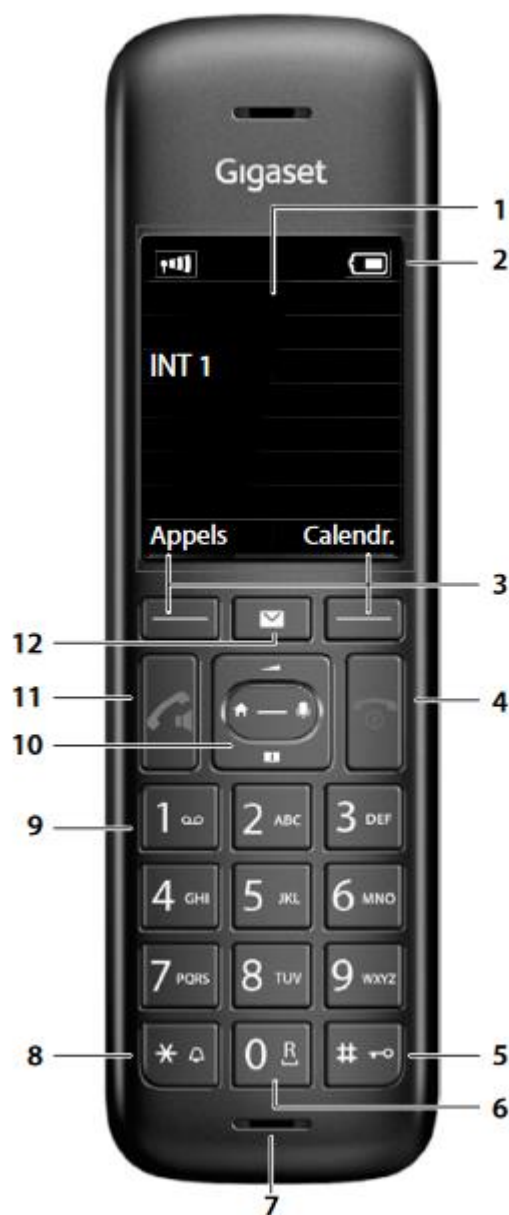 Gigaset
1
2
INT 1
Appels Calendr.
3
12
11
4
10
9
1 2 ABC 3 DEF
4 GHI 5 JKL 6 MNO
7 PQRS 8 TUV 9 WXYZ
8
* 0 R #
5
6
7